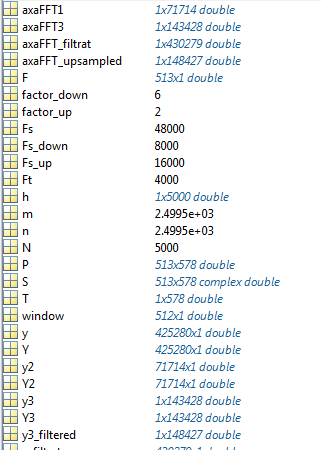 axaFFT1 1x71714 double
axaFFT3 1x143428 double
axaFFT_filtrat 1x430279 double
axaFFT_upsampled 1x148427 double
F 513x1 double
factor_down 6
factor_up 2
Fs 48000
Fs_down 8000
Fs_up 16000
Ft 4000
h 1x5000 double
m 2.4995e+03
n 2.4995e+03
N 5000
P 513x578 double
S 513x578 complex double
T 1x578 double
window 512x1 double
y 425280x1 double
Y 425280x1 double
y2 71714x1 double
Y2 71714x1 double
y3 1x143428 double
Y3 1x143428 double
y3_filtered 1x148427 double